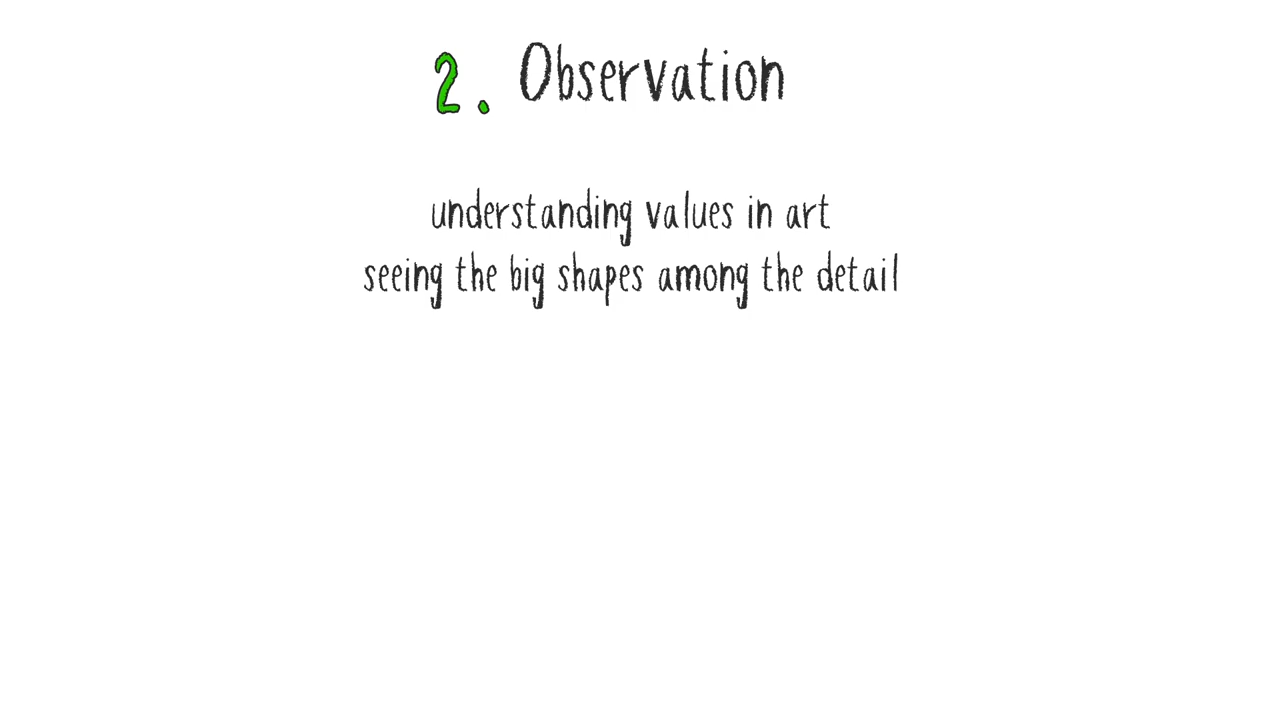 2. Observation
understanding values in art
seeing the big shapes among the detail